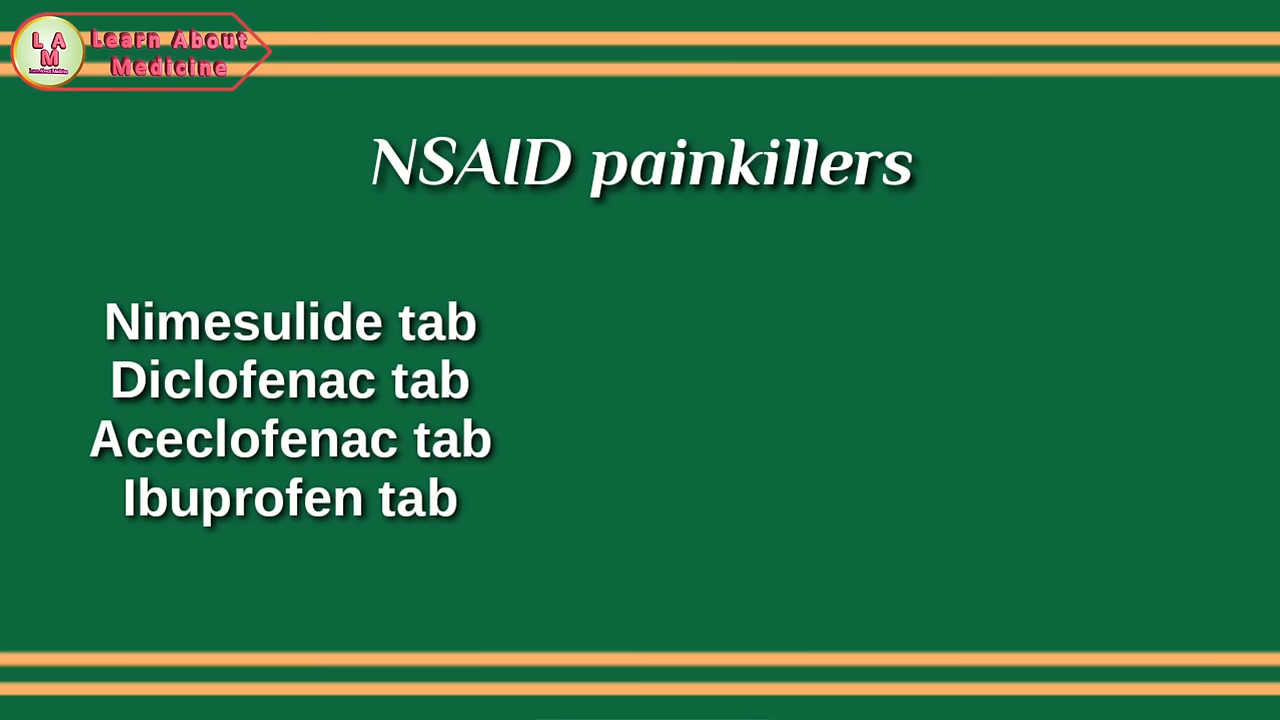 L A
M
Learn About
Medicine
NSAID painkillers
Nimesulide tab
Diclofenac tab
Aceclofenac tab
Ibuprofen tab